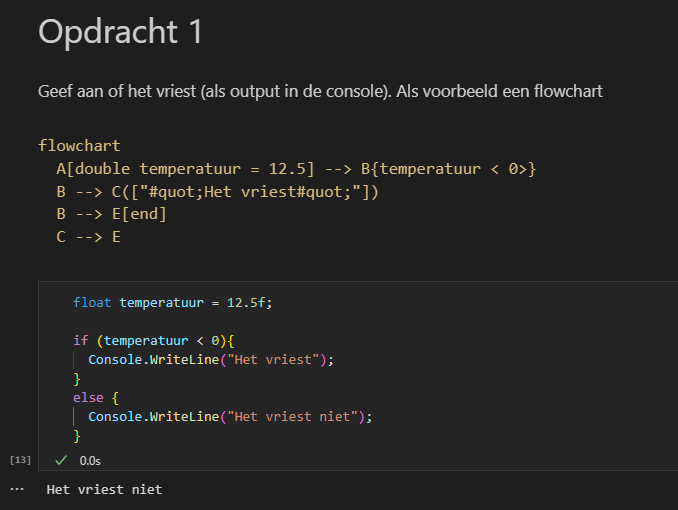 Opdracht 1
Geef aan of het vriest (als output in de console). Als voorbeeld een flowchart
flowchart
  A[double temperatuur = 12.5] --> B{temperatuur < 0>}
  B --> C(["#quot;Het vriest#quot;"])
  B --> E[end]
  C --> E
float temperatuur = 12.5f;
if (temperatuur < 0){
  Console.WriteLine("Het vriest");
}
else {
  Console.WriteLine("Het vriest niet");
}
[13] ✓ 0.0s
... Het vriest niet